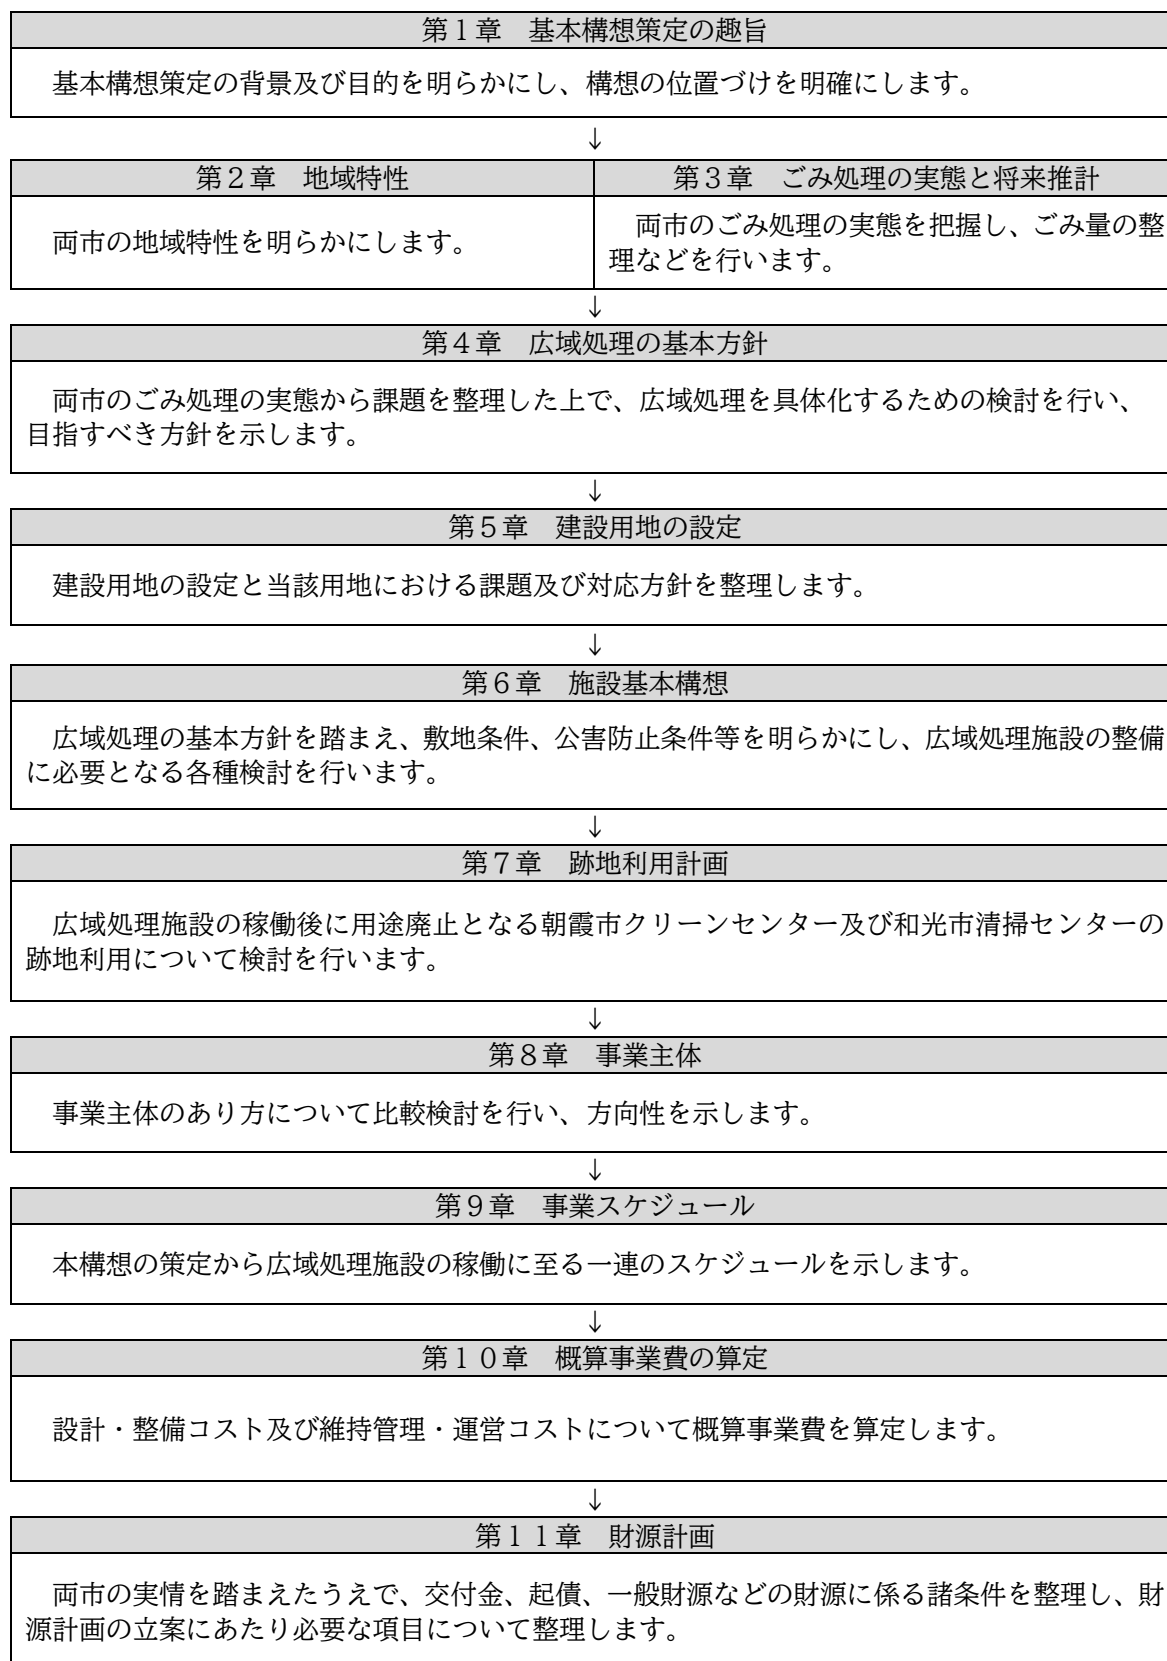 第１章　基本構想策定の趣旨
基本構想策定の背景及び目的を明らかにし、構想の位置づけを明確にします。
↓
第２章　地域特性
両市の地域特性を明らかにします。
第３章　ごみ処理の実態と将来推計
両市のごみ処理の実態を把握し、ごみ量の整
理などを行います。
↓
第４章　広域処理の基本方針
両市のごみ処理の実態から課題を整理した上で、広域処理を具体化するための検討を行い、
目指すべき方針を示します。
↓
第５章　建設用地の設定
建設用地の設定と当該用地における課題及び対応方針を整理します。
↓
第６章　施設基本構想
広域処理の基本方針を踏まえ、敷地条件、公害防止条件等を明らかにし、広域処理施設の整備
に必要となる各種検討を行います。
↓
第７章　跡地利用計画
広域処理施設の稼働後に用途廃止となる朝霞市クリーンセンター及び和光市清掃センターの
跡地利用について検討を行います。
↓
第８章　事業主体
事業主体のあり方について比較検討を行い、方向性を示します。
↓
第９章　事業スケジュール
本構想の策定から広域処理施設の稼働に至る一連のスケジュールを示します。
↓
第１０章　概算事業費の算定
設計・整備コスト及び維持管理・運営コストについて概算事業費を算定します。
↓
第１１章　財源計画
両市の実情を踏まえたうえで、交付金、起債、一般財源などの財源に係る諸条件を整理し、財
源計画の立案にあたり必要な項目について整理します。